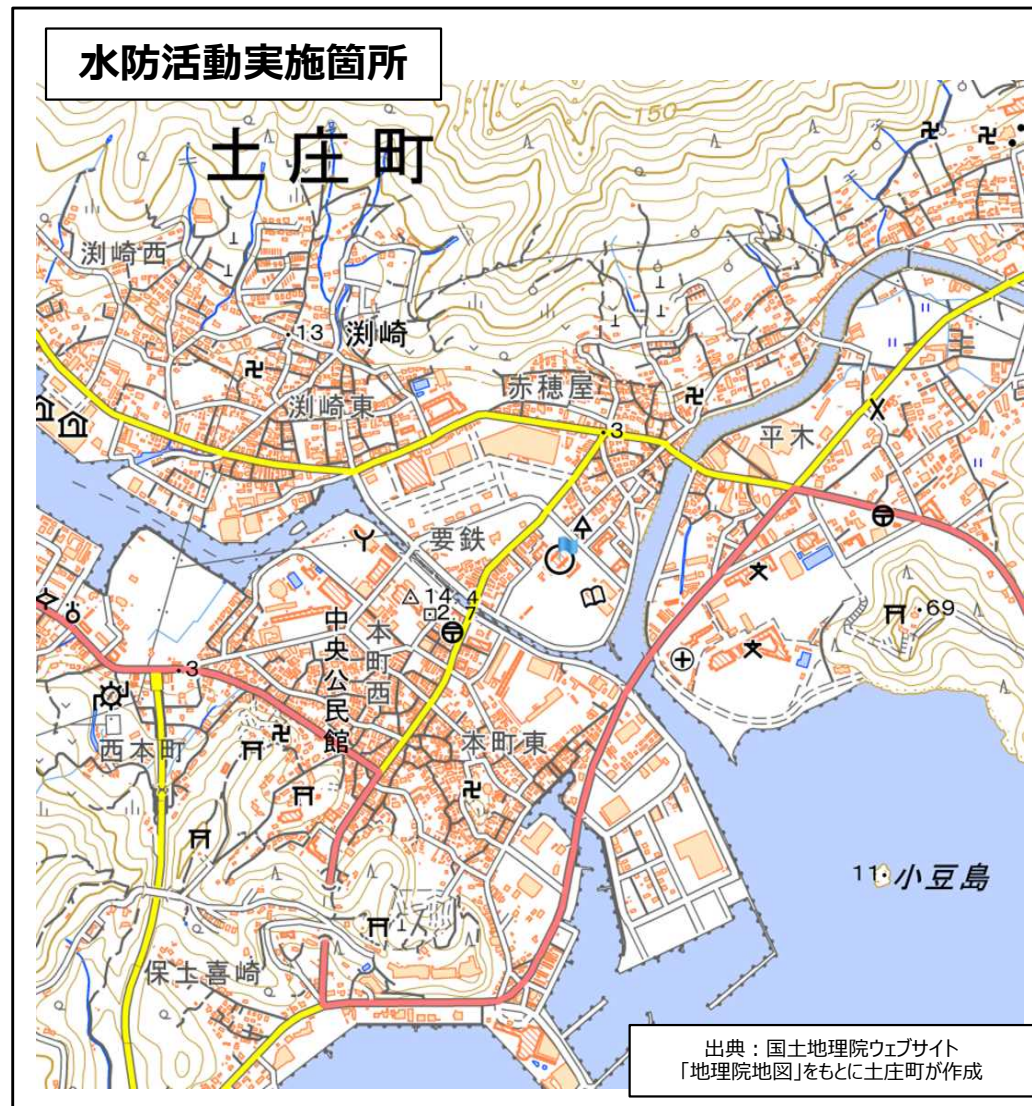 水防活動実施箇所
150
土庄町
渕崎西
13
渕崎
渕崎東
赤穂屋
3
平木
要鉄
14.4
2.7
中央公民館
本町西
69
3
西本町
本町東
11
小豆島
保土喜崎
出典：国土地理院ウェブサイト
「地理院地図」をもとに土庄町が作成